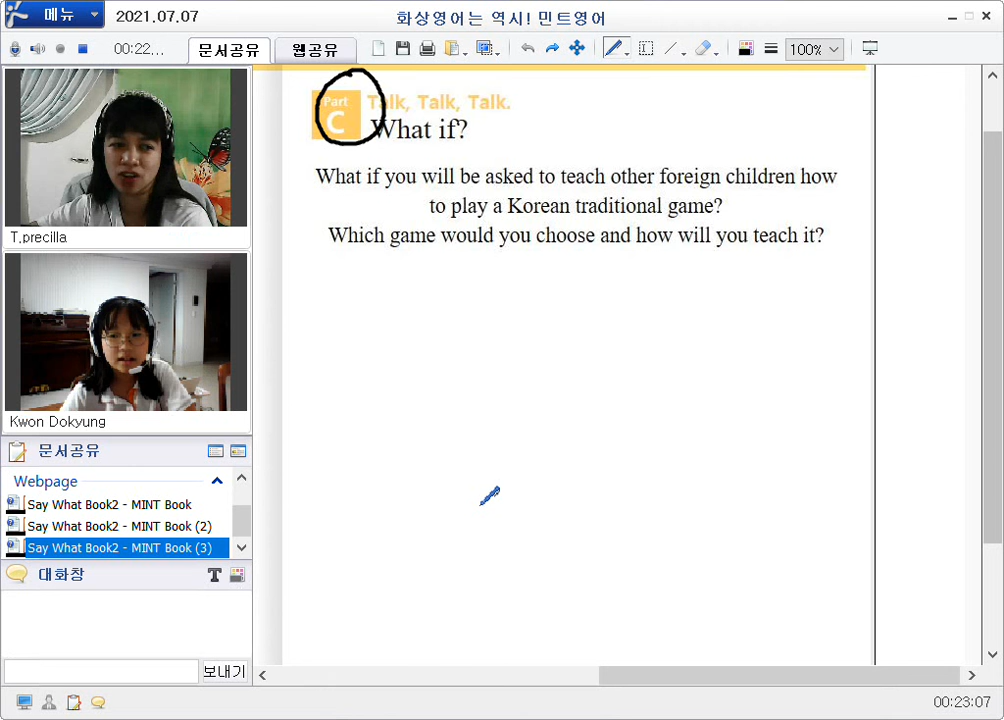 메뉴
2021.07.07
화상영어는 역시! 민트영어
00:22...
문서공유
웹공유
100%
T.precilla
Kwon Dokyung
문서공유
Webpage
Say What Book2 - MINT Book
Say What Book2 - MINT Book (2)
Say What Book2 - MINT Book (3)
대화창
T
보내기
Part
C
Talk, Talk, Talk.
What if?
What if you will be asked to teach other foreign children how
to play a Korean traditional game?
Which game would you choose and how will you teach it?
00:23:07